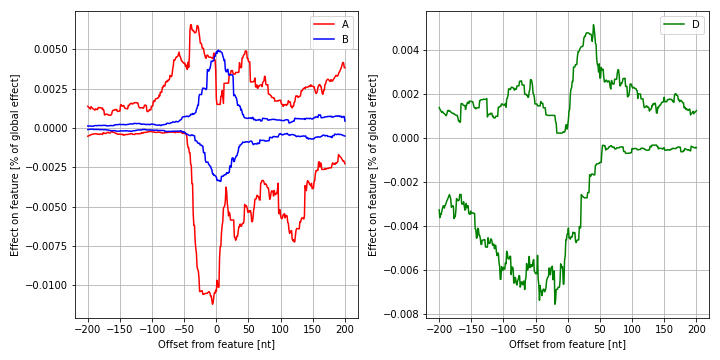 0.0050
0.0025
0.0000
−0.0025
−0.0050
−0.0075
−0.0100
Effect on feature [% of global effect]
−200 −150 −100 −50 0 50 100 150 200
Offset from feature [nt]
A
B
0.004
0.002
0.000
−0.002
−0.004
−0.006
−0.008
Effect on feature [% of global effect]
−200 −150 −100 −50 0 50 100 150 200
Offset from feature [nt]
D